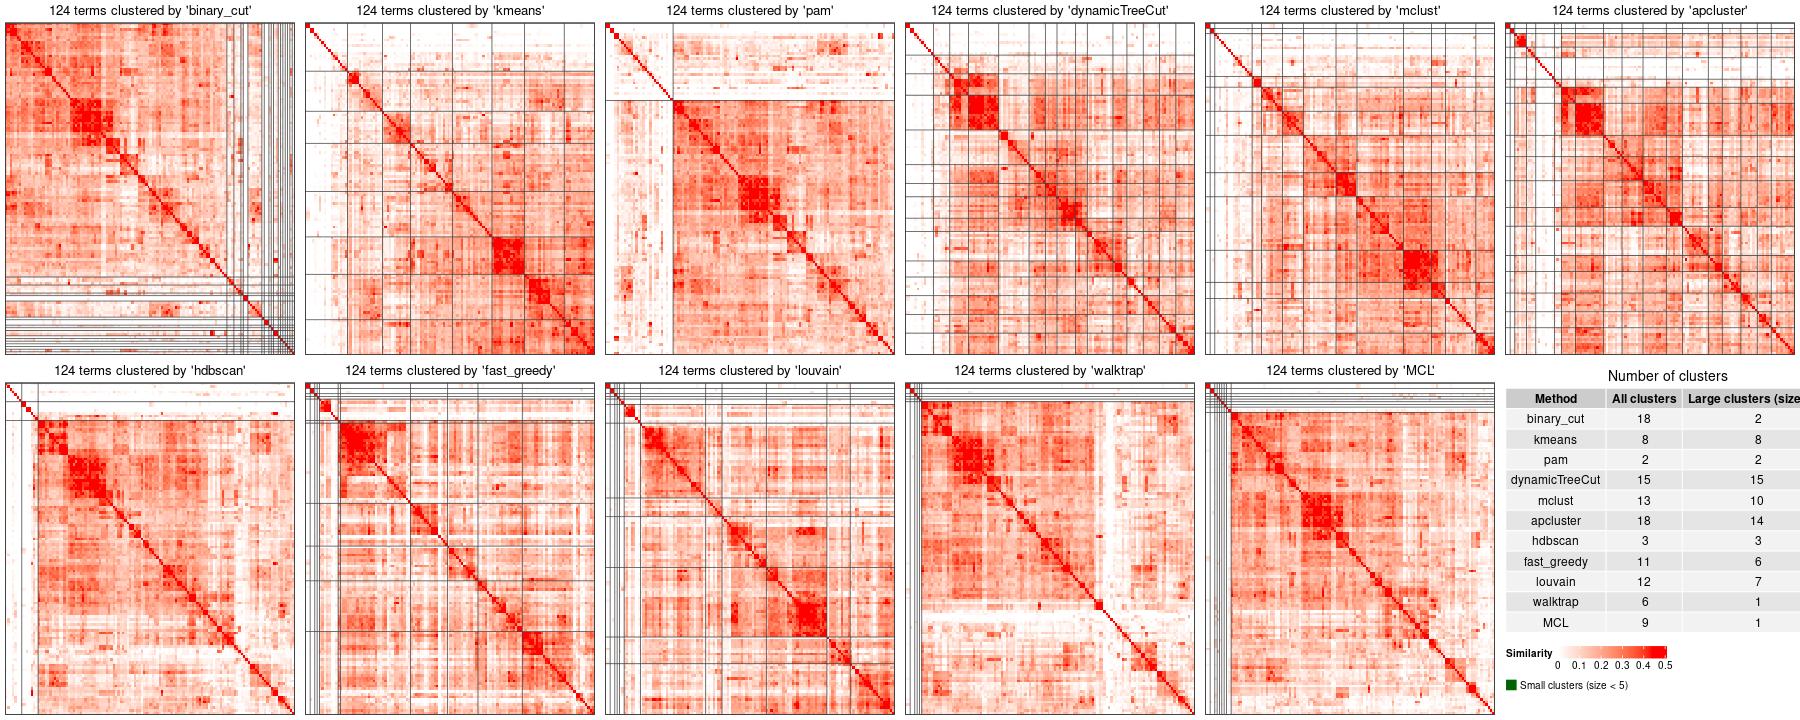 124 terms clustered by 'binary_cut'
124 terms clustered by 'kmeans'
124 terms clustered by 'pam'
124 terms clustered by 'dynamicTreeCut'
124 terms clustered by 'mclust'
124 terms clustered by 'apcluster'
124 terms clustered by 'hdbscan'
124 terms clustered by 'fast_greedy'
124 terms clustered by 'louvain'
124 terms clustered by 'walktrap'
124 terms clustered by 'MCL'
Number of clusters
Method All clusters Large clusters (size
binary_cut 18 2
kmeans 8 8
pam 2 2
dynamicTreeCut 15 15
mclust 13 10
apcluster 18 14
hdbscan 3 3
fast_greedy 11 6
louvain 12 7
walktrap 6 1
MCL 9 1
Similarity
0 0.1 0.2 0.3 0.4 0.5
Small clusters (size < 5)